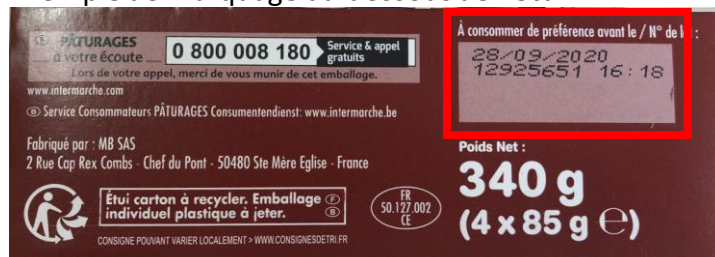 PÂTURAGES
à votre écoute
0 800 008 180
Service & appel
gratuits
Lors de votre appel, merci de vous munir de cet emballage.
www.intermarche.com
Ⓑ Service Consommateurs PÂTURAGES Consumentendienst: www.intermarche.be
Fabriqué par : MB SAS
2 Rue Cap Rex Combs - Chef du Pont - 50480 Ste Mère Eglise - France
Étui carton à recycler. Emballage Ⓕ
individuel plastique à jeter. Ⓑ
CONSIGNE POUVANT VARIER LOCALEMENT > WWW.CONSIGNESDETRI.FR
FR
50.127.002
CE
À consommer de préférence avant le / N° de lot :
28/09/2020
12925651 16:18
Poids Net :
340 g
(4 x 85 g ℮)